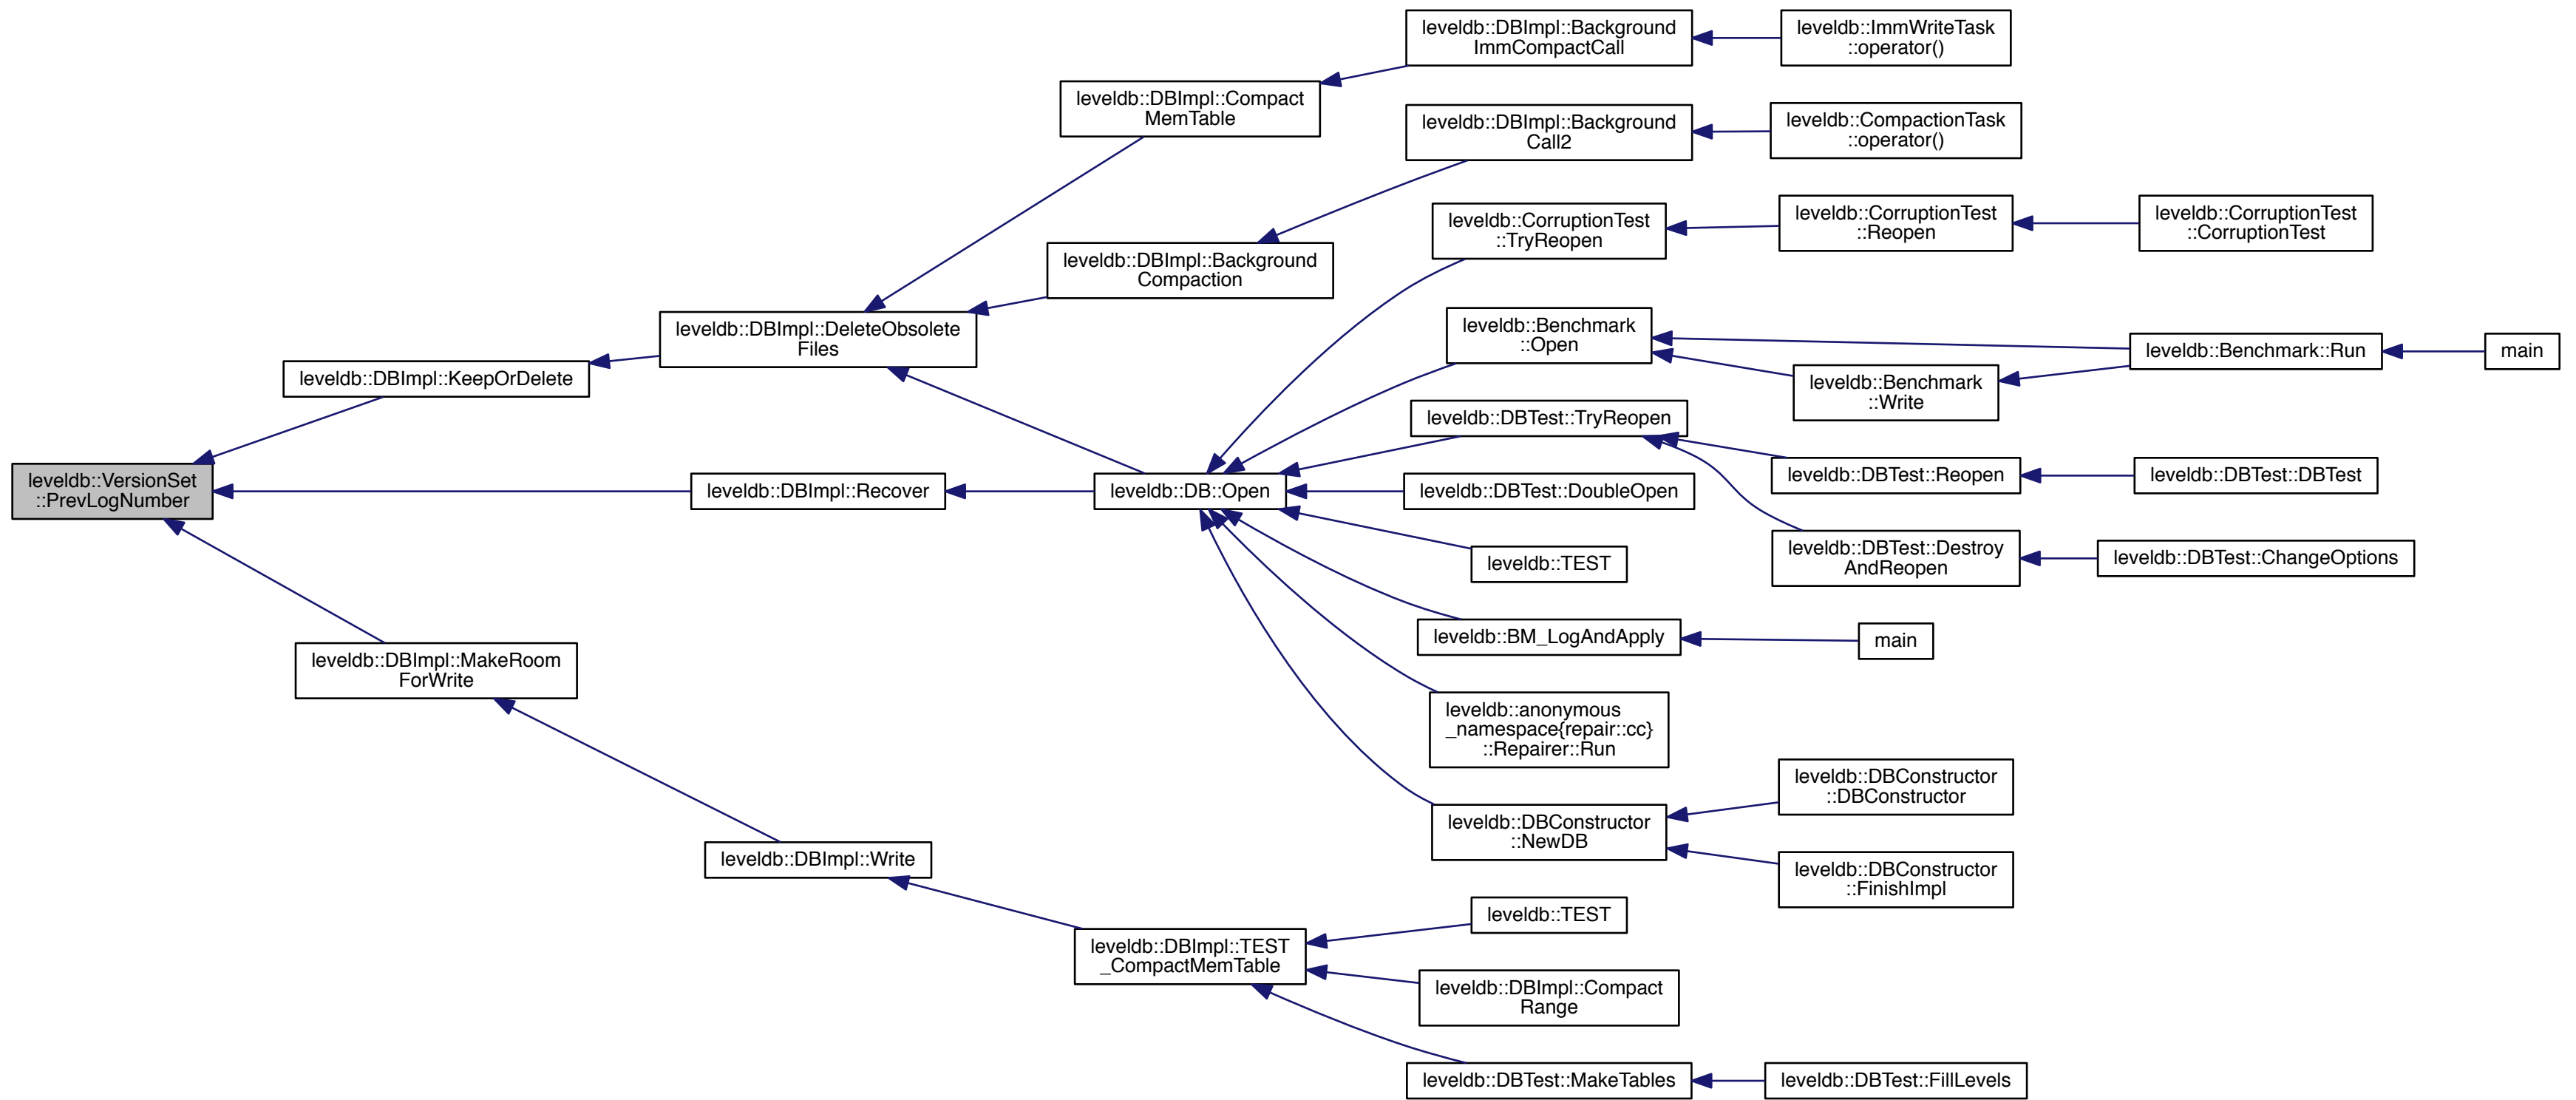 leveldb::DBImpl::Background
ImmCompactCall
leveldb::ImmWriteTask
::operator()
leveldb::DBImpl::Compact
MemTable
leveldb::DBImpl::Background
Call2
leveldb::CompactionTask
::operator()
leveldb::CorruptionTest
::TryReopen
leveldb::CorruptionTest
::Reopen
leveldb::CorruptionTest
::CorruptionTest
leveldb::DBImpl::Background
Compaction
leveldb::DBImpl::DeleteObsolete
Files
leveldb::Benchmark
::Open
leveldb::Benchmark::Run
main
leveldb::DBImpl::KeepOrDelete
leveldb::Benchmark
::Write
leveldb::DBTest::TryReopen
leveldb::VersionSet
::PrevLogNumber
leveldb::DBImpl::Recover
leveldb::DB::Open
leveldb::DBTest::DoubleOpen
leveldb::DBTest::Reopen
leveldb::DBTest::DBTest
leveldb::TEST
leveldb::DBTest::Destroy
AndReopen
leveldb::DBTest::ChangeOptions
leveldb::BM_LogAndApply
main
leveldb::DBImpl::MakeRoom
ForWrite
leveldb::anonymous
_namespace{repair::cc}
::Repairer::Run
leveldb::DBConstructor
::DBConstructor
leveldb::DBConstructor
::NewDB
leveldb::DBImpl::Write
leveldb::DBConstructor
::FinishImpl
leveldb::TEST
leveldb::DBImpl::TEST
_CompactMemTable
leveldb::DBImpl::Compact
Range
leveldb::DBTest::MakeTables
leveldb::DBTest::FillLevels